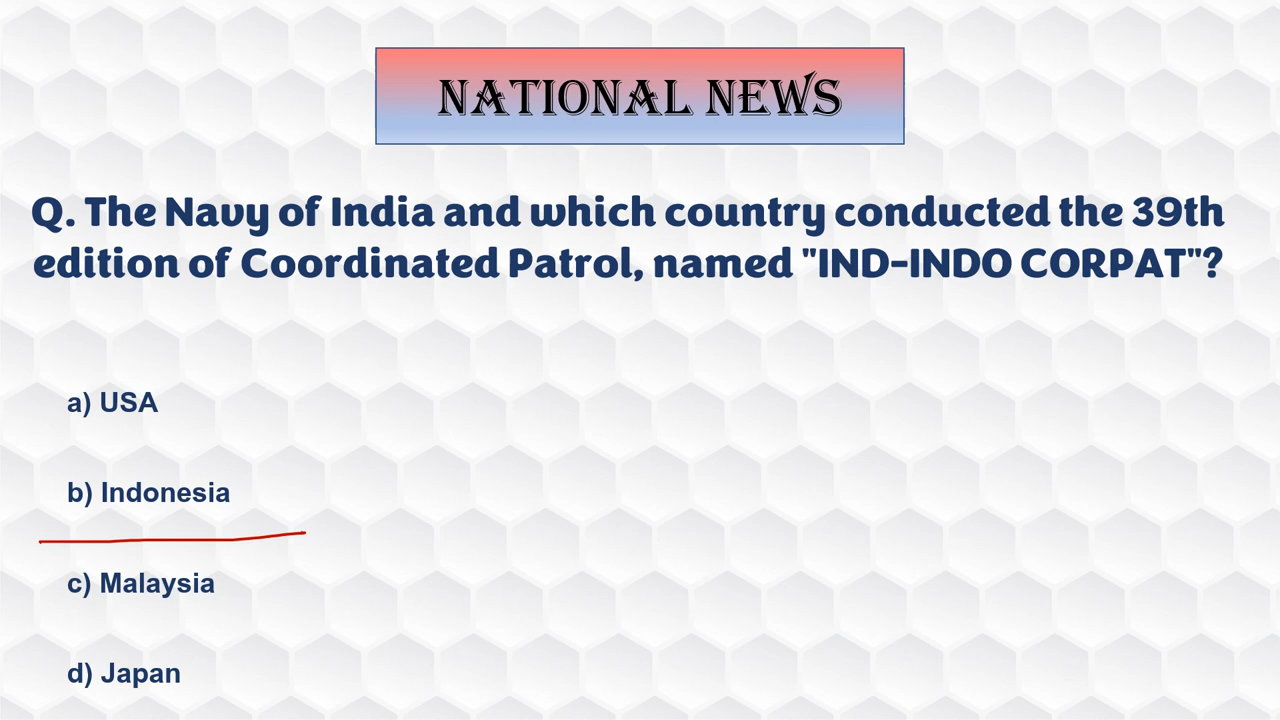 NATIONAL NEWS
Q. The Navy of India and which country conducted the 39th
edition of Coordinated Patrol, named "IND-INDO CORPAT"?
a) USA
b) Indonesia
c) Malaysia
d) Japan